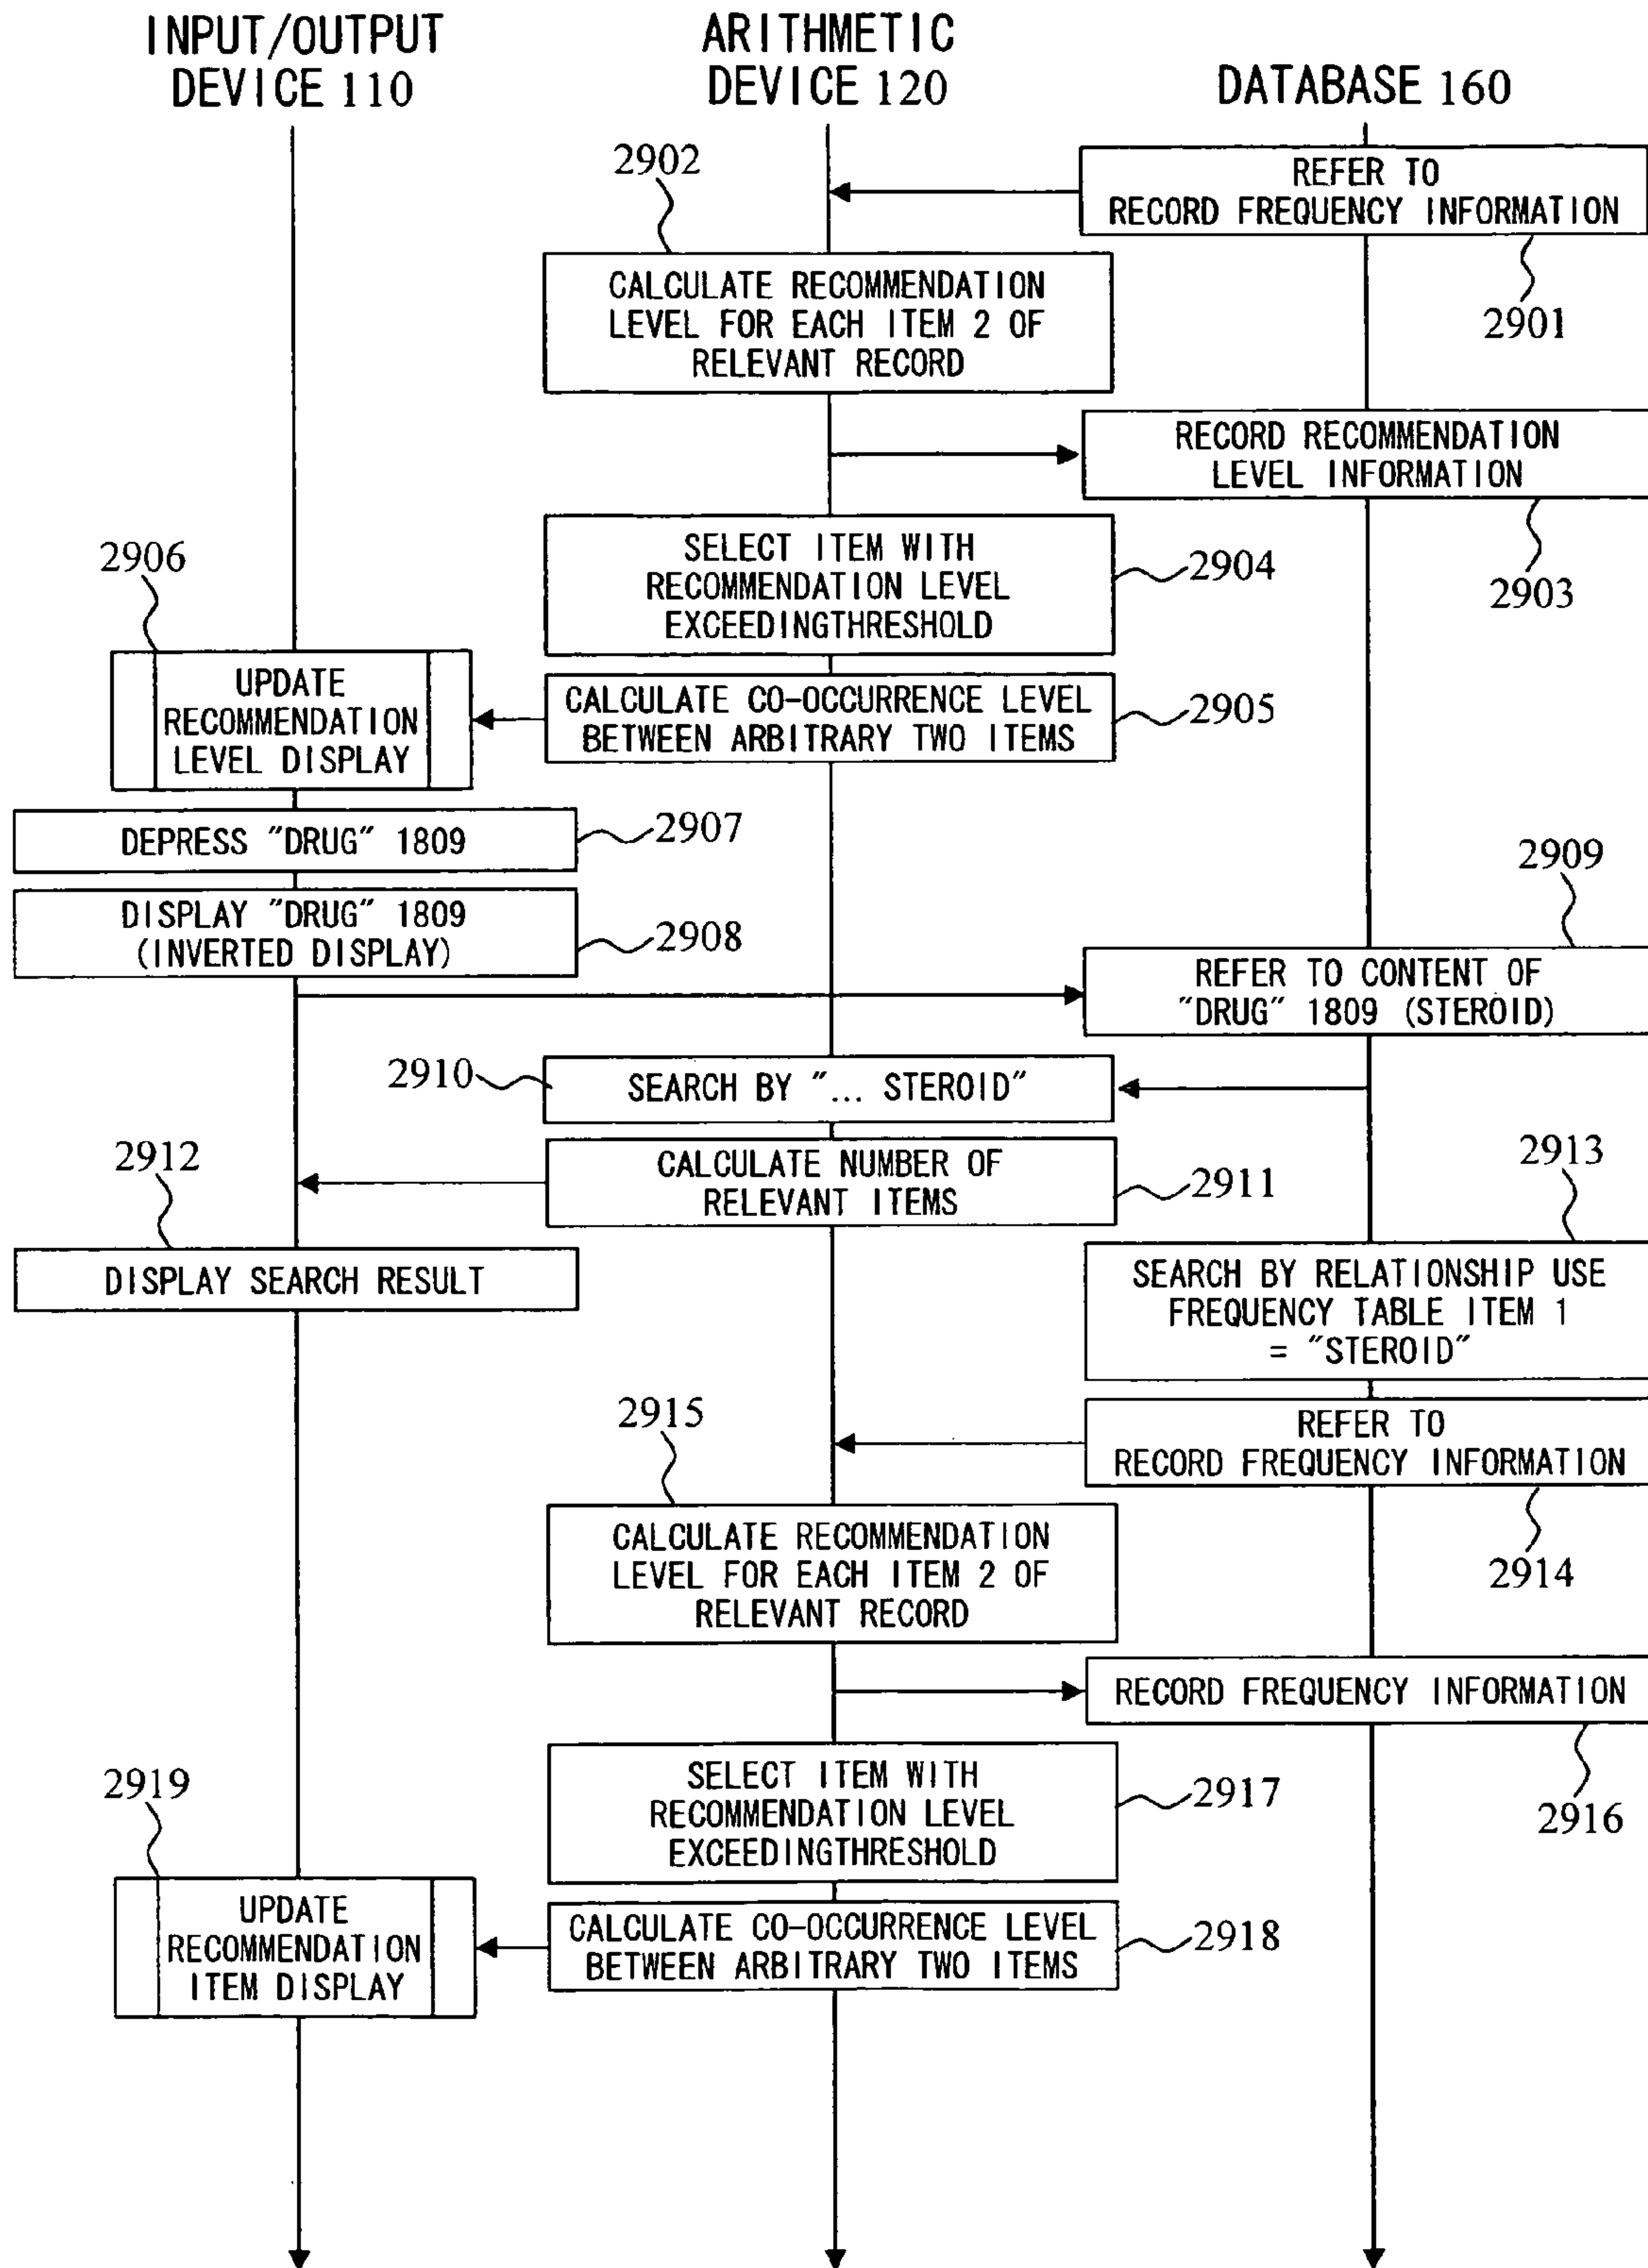 INPUT/OUTPUT
DEVICE 110
ARITHMETIC
DEVICE 120
DATABASE 160
REFER TO
RECORD FREQUENCY INFORMATION
2901
2902
CALCULATE RECOMMENDATION
LEVEL FOR EACH ITEM 2 OF
RELEVANT RECORD
RECORD RECOMMENDATION
LEVEL INFORMATION
2903
SELECT ITEM WITH
RECOMMENDATION LEVEL
EXCEEDINGTHRESHOLD
2904
CALCULATE CO-OCCURRENCE LEVEL
BETWEEN ARBITRARY TWO ITEMS
2905
2906
UPDATE
RECOMMENDATION
LEVEL DISPLAY
DEPRESS "DRUG" 1809
2907
DISPLAY "DRUG" 1809
(INVERTED DISPLAY)
2908
2909
REFER TO CONTENT OF
"DRUG" 1809 (STEROID)
2910
SEARCH BY "... STEROID"
CALCULATE NUMBER OF
RELEVANT ITEMS
2911
2912
DISPLAY SEARCH RESULT
2913
SEARCH BY RELATIONSHIP USE
FREQUENCY TABLE ITEM 1
= "STEROID"
REFER TO
RECORD FREQUENCY INFORMATION
2914
2915
CALCULATE RECOMMENDATION
LEVEL FOR EACH ITEM 2 OF
RELEVANT RECORD
RECORD FREQUENCY INFORMATION
2916
SELECT ITEM WITH
RECOMMENDATION LEVEL
EXCEEDINGTHRESHOLD
2917
CALCULATE CO-OCCURRENCE LEVEL
BETWEEN ARBITRARY TWO ITEMS
2918
2919
UPDATE
RECOMMENDATION
ITEM DISPLAY